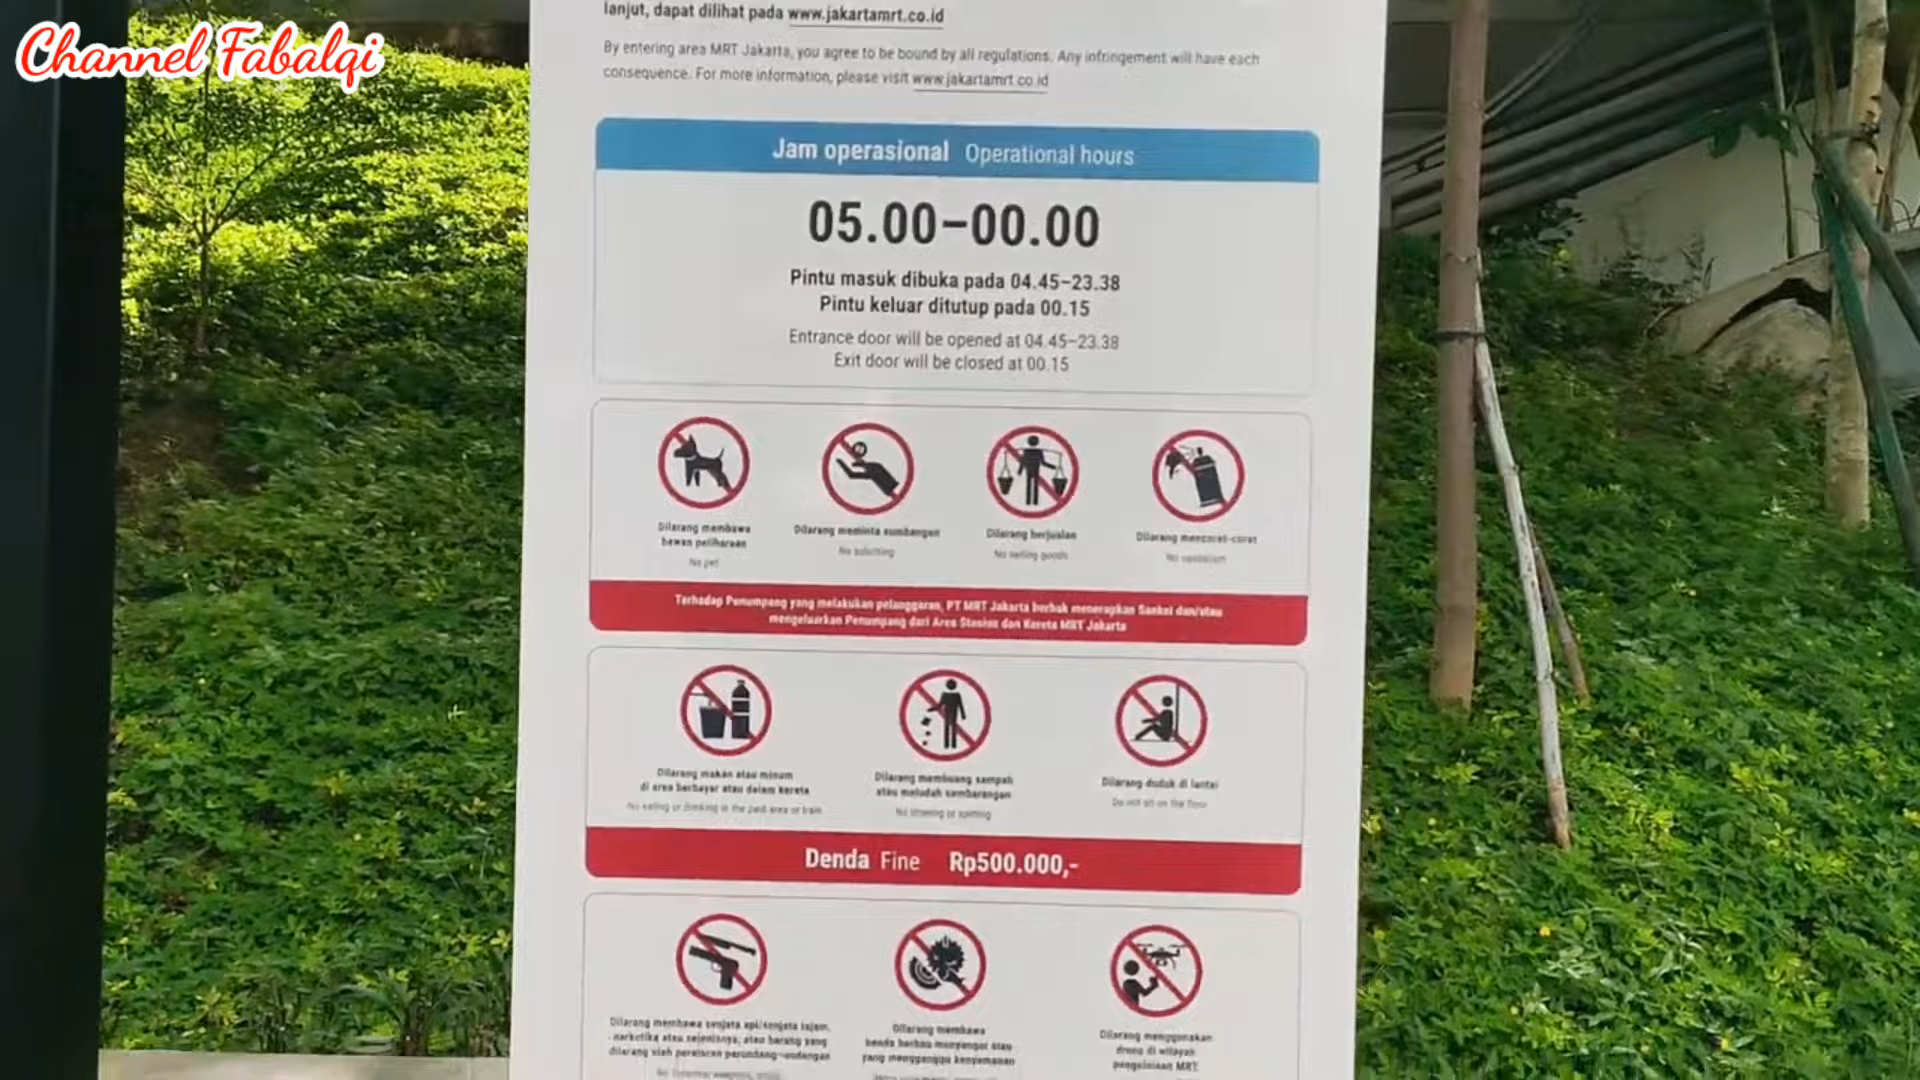 Channel Fabalqi
lanjut, dapat dilihat pada www.jakartamrt.co.id
By entering area MRT Jakarta, you agree to be bound by all regulations. Any infringement will have each
consequence. For more information, please visit www.jakartamrt.co.id
Jam operasional Operational hours
05.00–00.00
Pintu masuk dibuka pada 04.45–23.38
Pintu keluar ditutup pada 00.15
Entrance door will be opened at 04.45–23.38
Exit door will be closed at 00.15
Dilarang membawa
hewan peliharaan
No pet
Dilarang meminta sumbangan
No soliciting
Dilarang berjualan
No selling goods
Dilarang mencorat-coret
No vandalism
Terhadap Penumpang yang melakukan pelanggaran, PT MRT Jakarta berhak menerapkan Sanksi dan/atau
mengeluarkan Penumpang dari Area Stasiun dan Kereta MRT Jakarta
Dilarang makan atau minum
di area berbayar atau dalam kereta
No eating or drinking in the paid area or train
Dilarang membuang sampah
atau meludah sembarangan
No littering or spitting
Dilarang duduk di lantai
Do not sit on the floor
Denda Fine Rp500.000,-
Dilarang membawa senjata api/senjata tajam,
narkotika atau sejenisnya, atau barang yang
dilarang oleh peraturan perundang-undangan
Dilarang membawa
benda berbau menyengat atau
yang mengganggu kenyamanan
Dilarang menggunakan
drone di wilayah
pengelolaan MRT